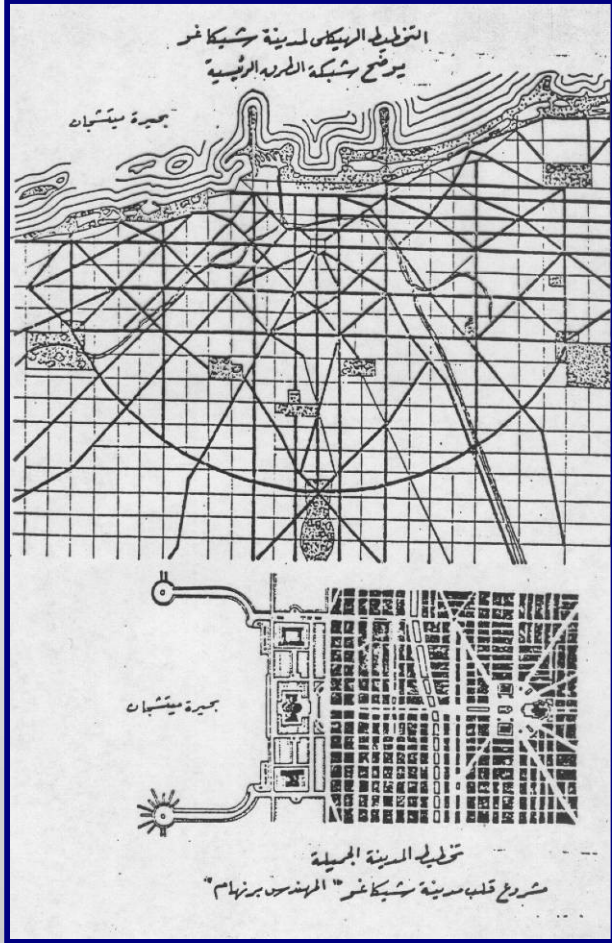 التخطيط الهيكلى لمدينة شيكاغو
يوضح شبكة الطرق الرئيسية
بحيرة ميتشجان
بحيرة ميتشجان
تخطيط المدينة الجميلة
مشروع قلب مدينة شيكاغو "المهندس برنهام"